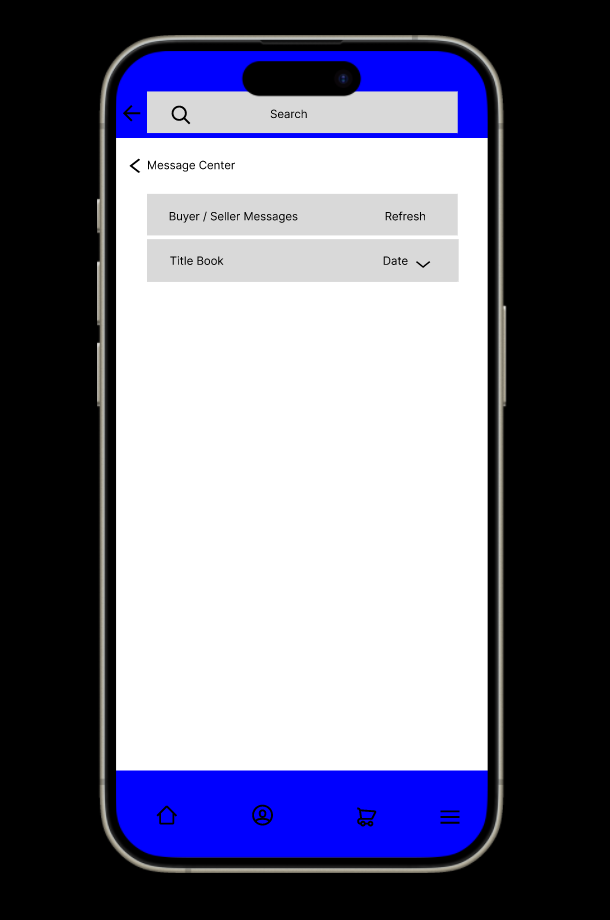 Search
Message Center
Buyer / Seller Messages Refresh
Title Book Date